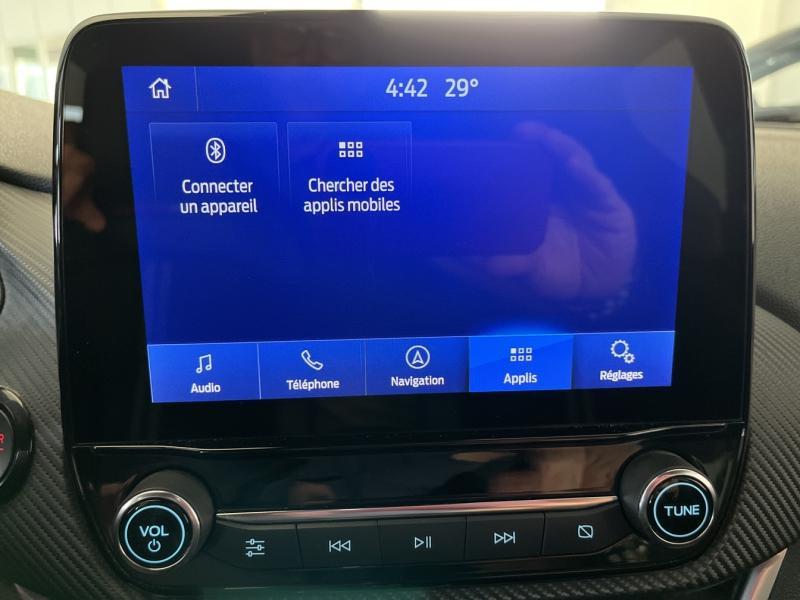 4:42 29°
Connecter
un appareil
Chercher des
applis mobiles
Audio
Téléphone
Navigation
Applis
Réglages
VOL
TUNE